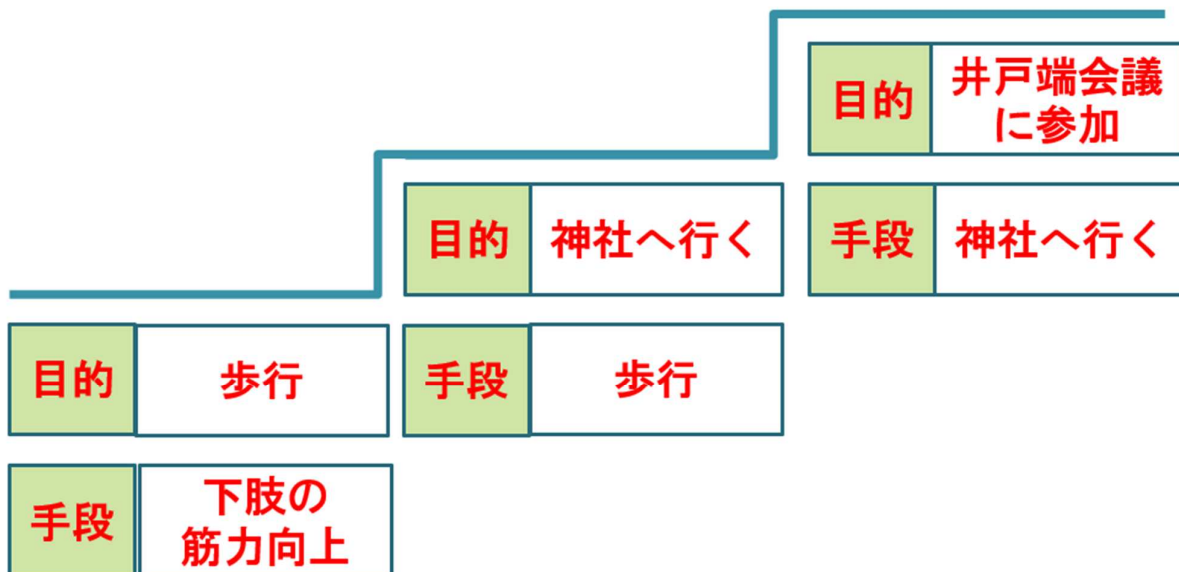 目的
井戸端会議
に参加
目的
神社へ行く
手段
神社へ行く
目的
歩行
手段
歩行
手段
下肢の
筋力向上